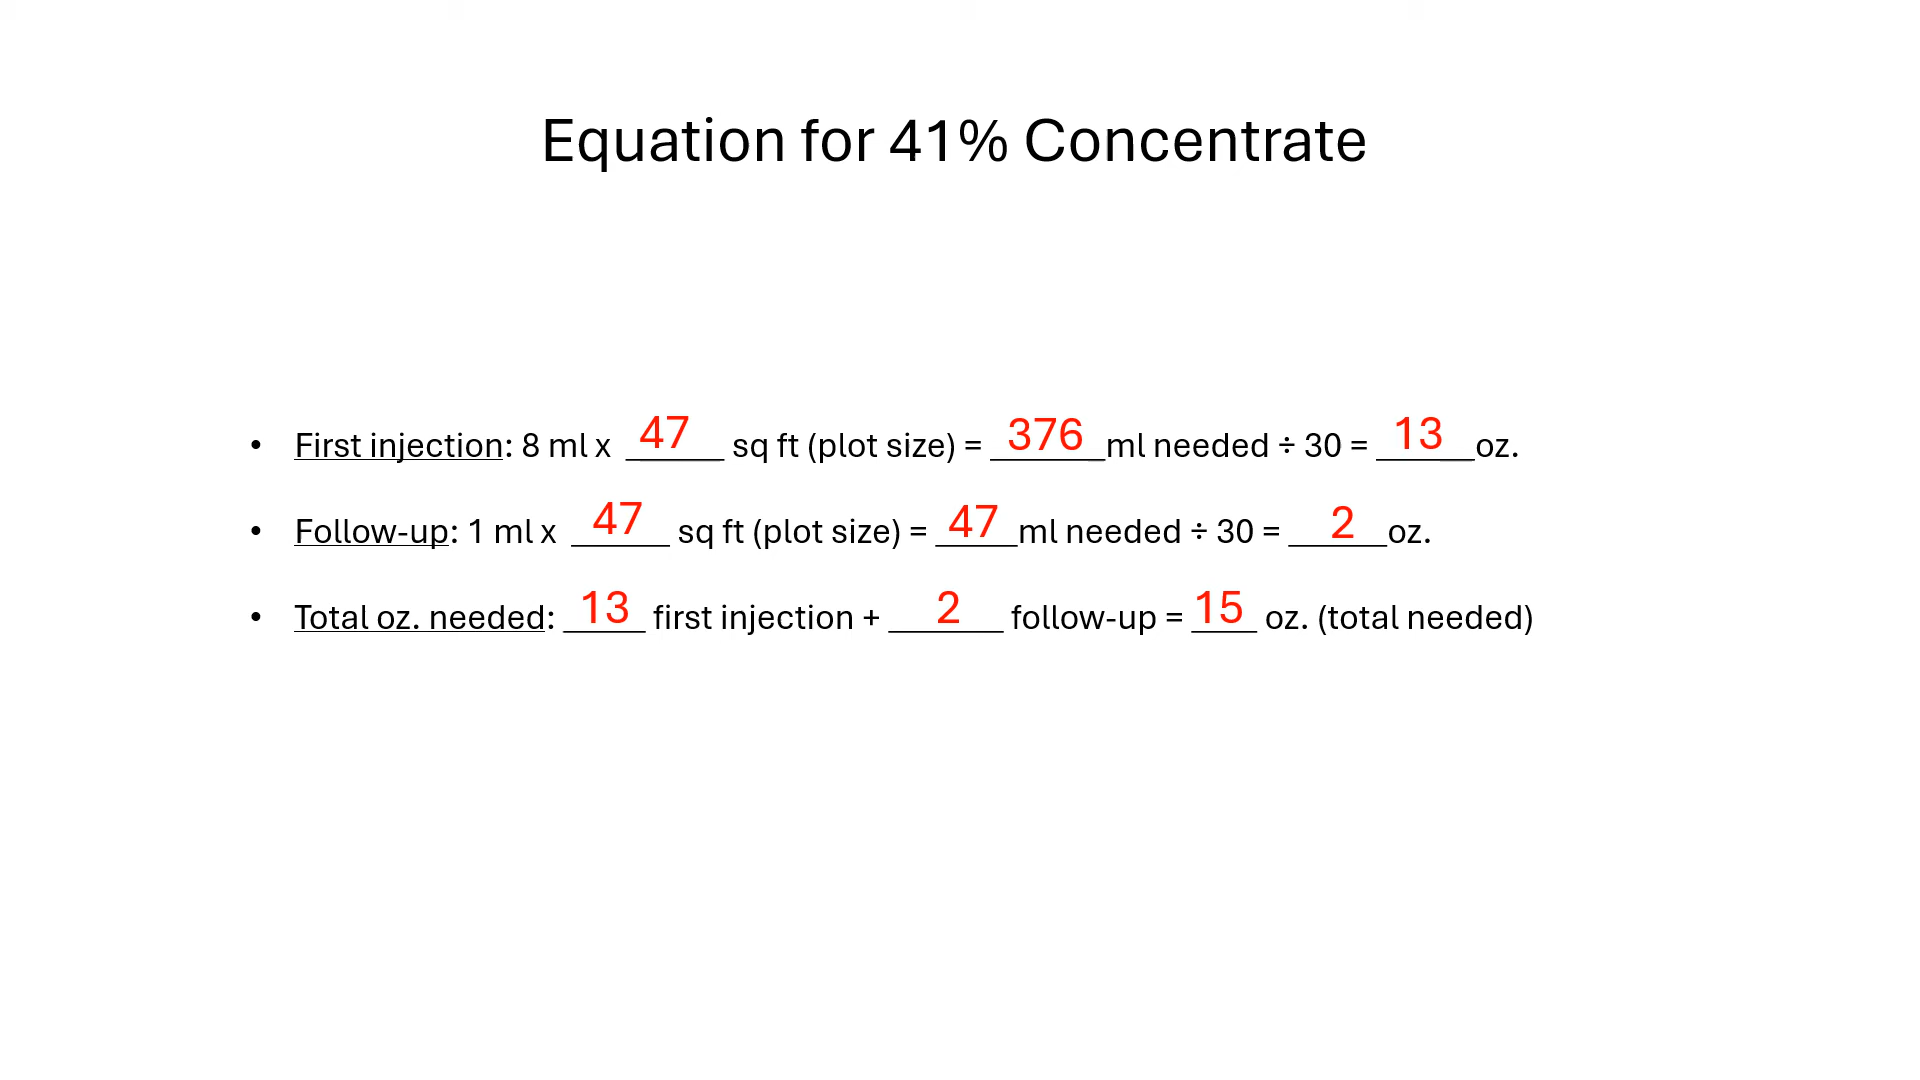 Equation for 41% Concentrate
• First injection: 8 ml x 47 sq ft (plot size) = 376 ml needed ÷ 30 = 13 oz.
• Follow-up: 1 ml x 47 sq ft (plot size) = 47 ml needed ÷ 30 = 2 oz.
• Total oz. needed: 13 first injection + 2 follow-up = 15 oz. (total needed)